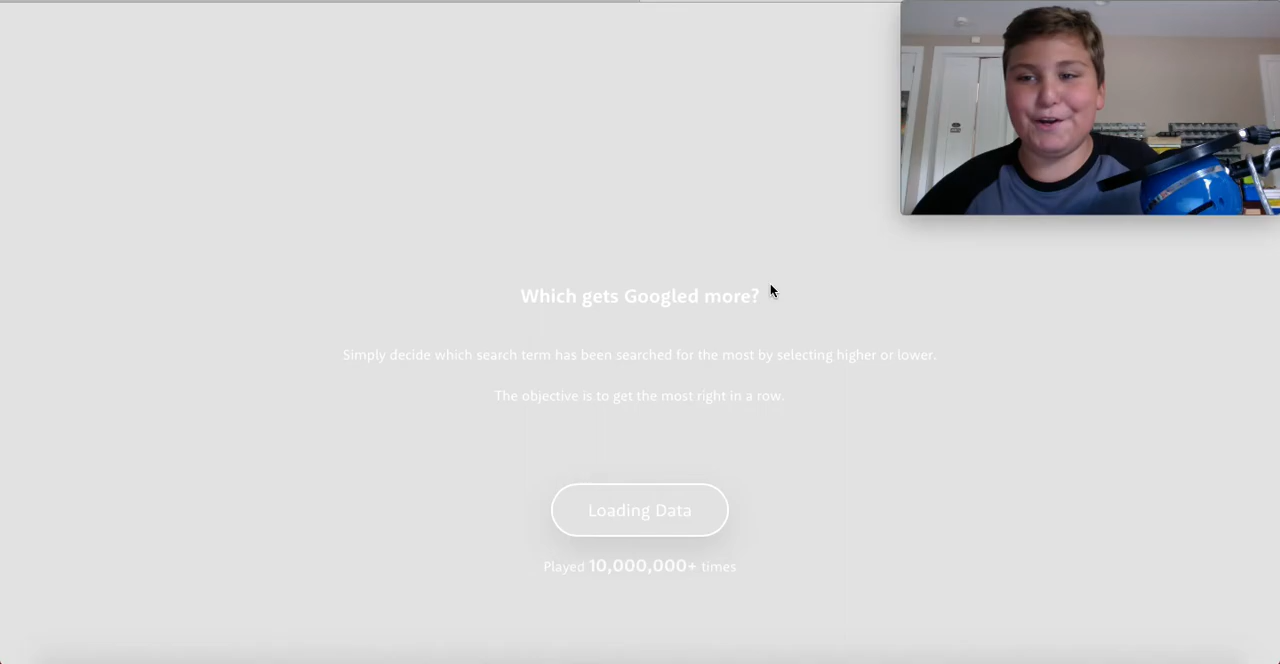 Which gets Googled more?
Simply decide which search term has been searched for the most by selecting higher or lower.
The objective is to get the most right in a row.
Loading Data
Played 10,000,000+ times